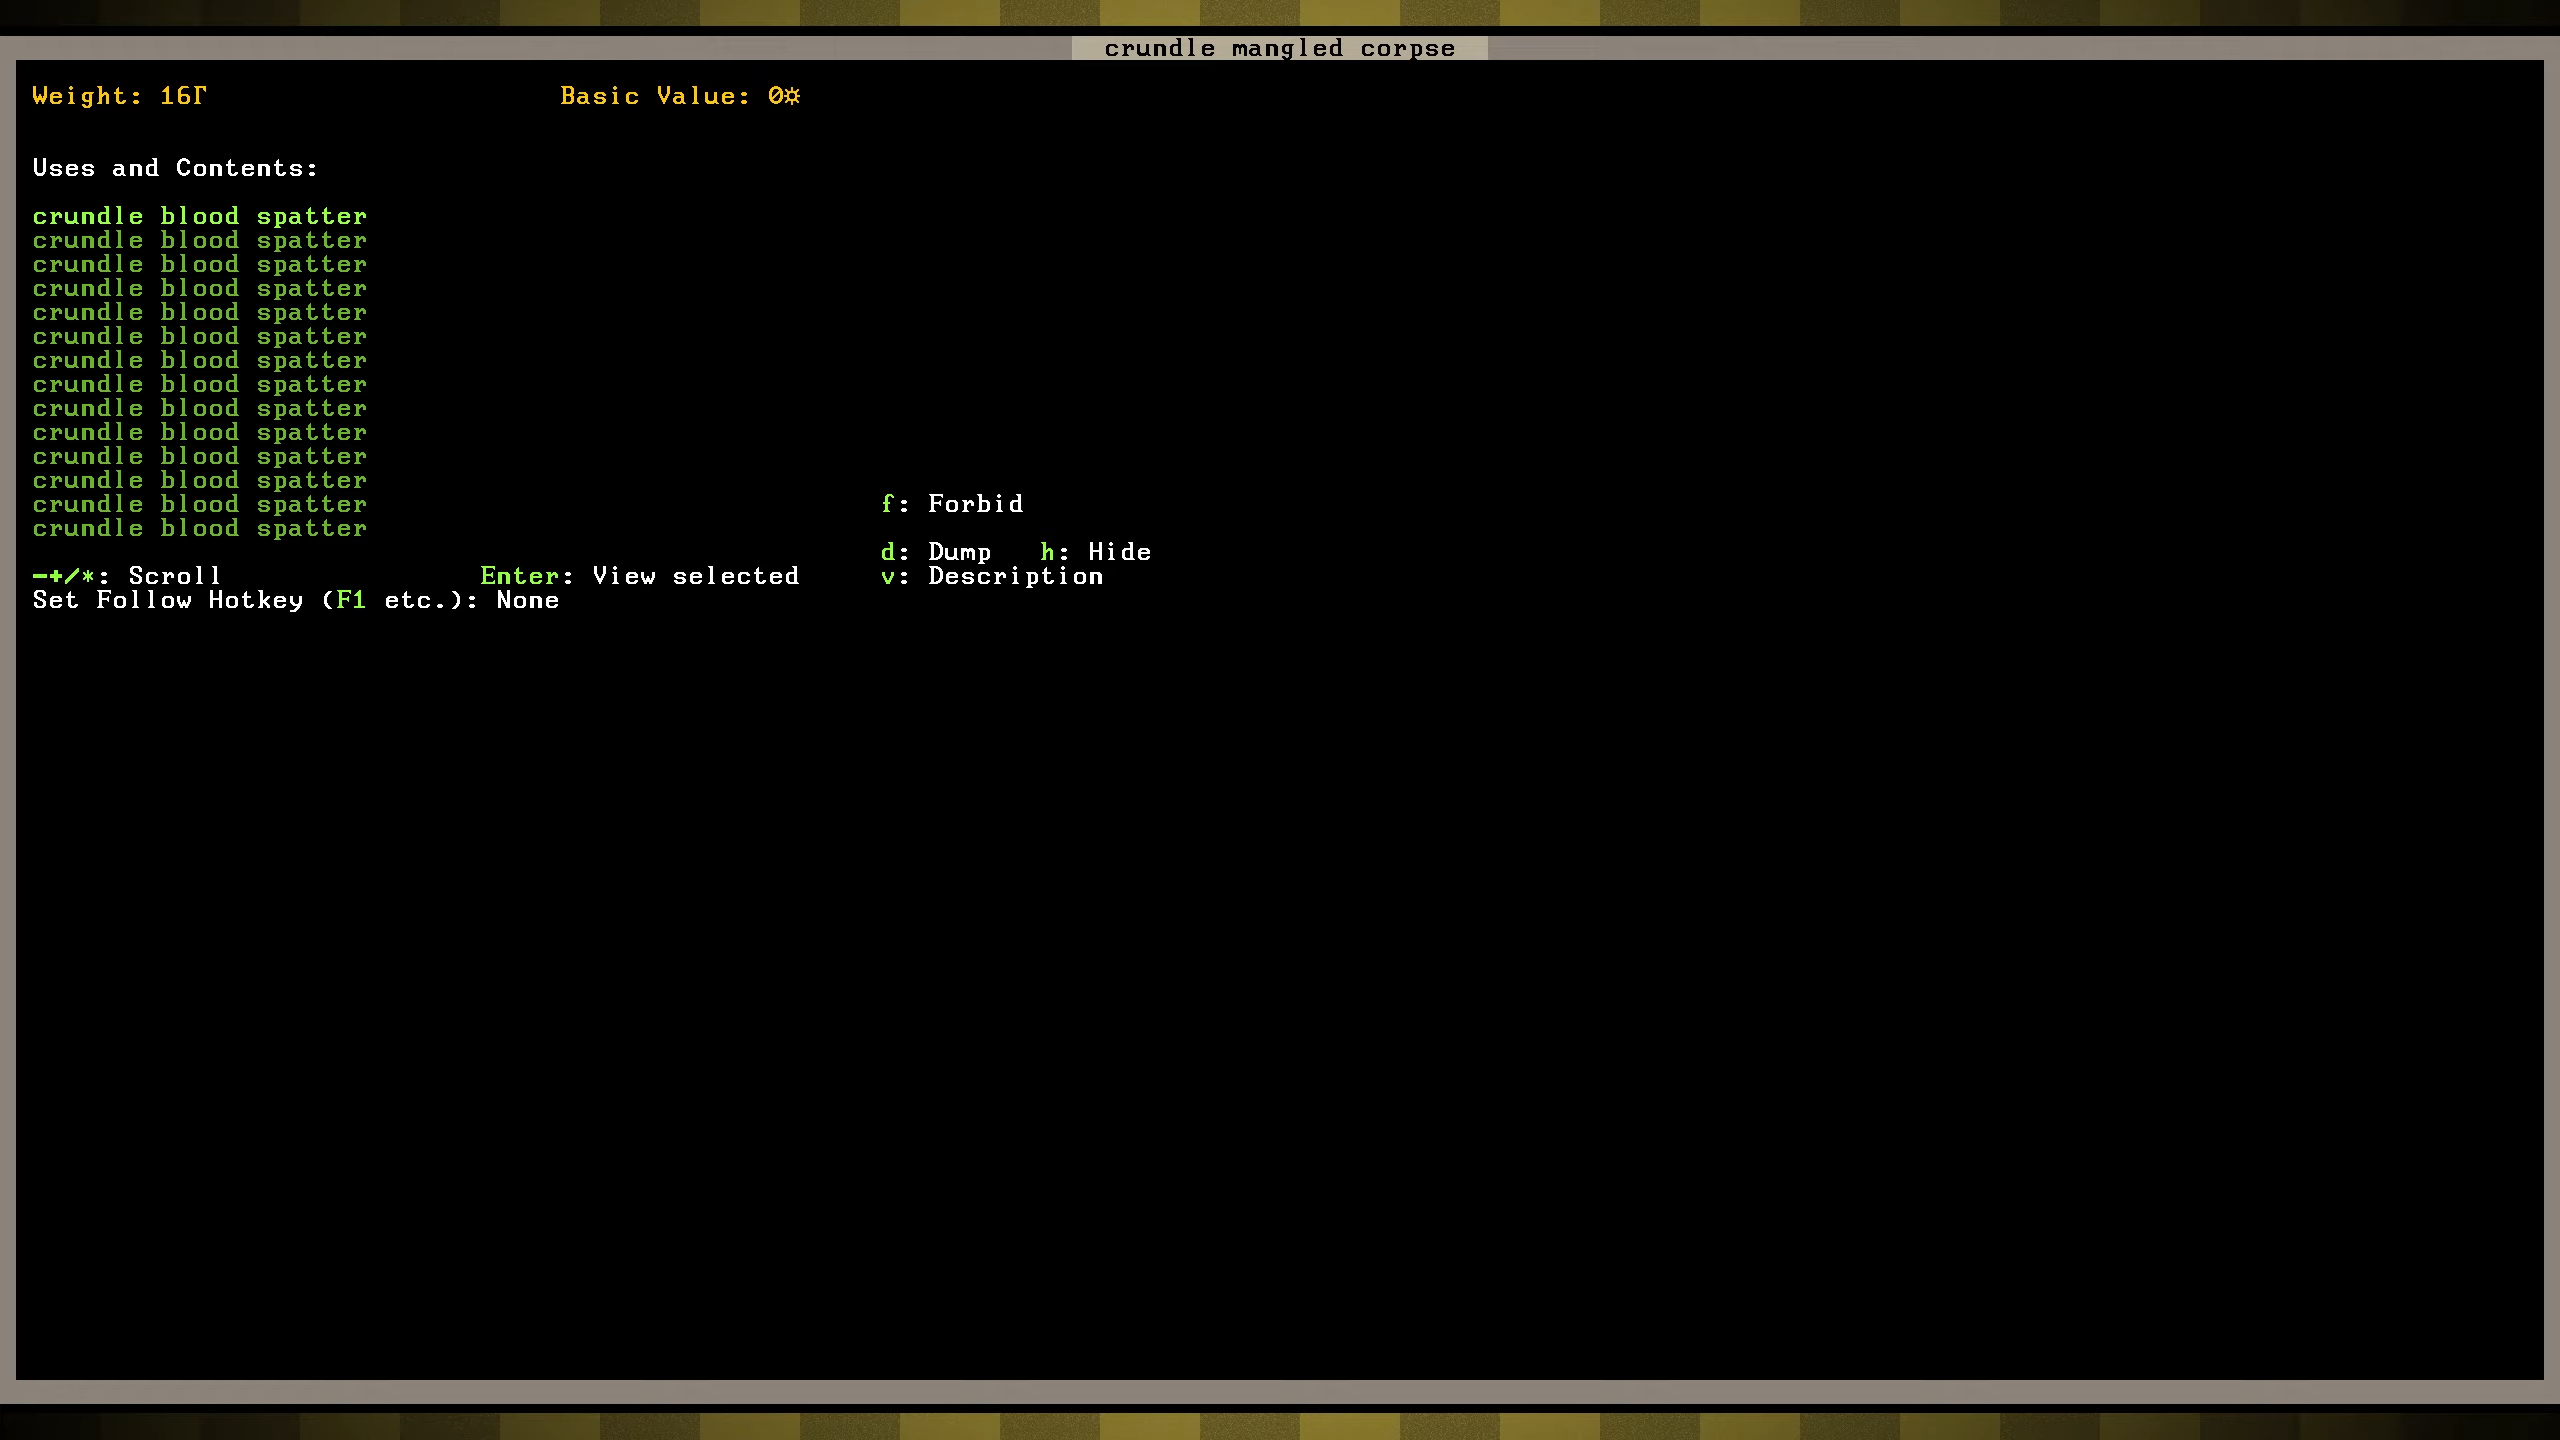 crundle mangled corpse
Weight: 16Γ Basic Value: 0☼
Uses and Contents:
crundle blood spatter
crundle blood spatter
crundle blood spatter
crundle blood spatter
crundle blood spatter
crundle blood spatter
crundle blood spatter
crundle blood spatter
crundle blood spatter
crundle blood spatter
crundle blood spatter
crundle blood spatter
crundle blood spatter f: Forbid
crundle blood spatter
d: Dump h: Hide
-+/*: Scroll Enter: View selected v: Description
Set Follow Hotkey (F1 etc.): None